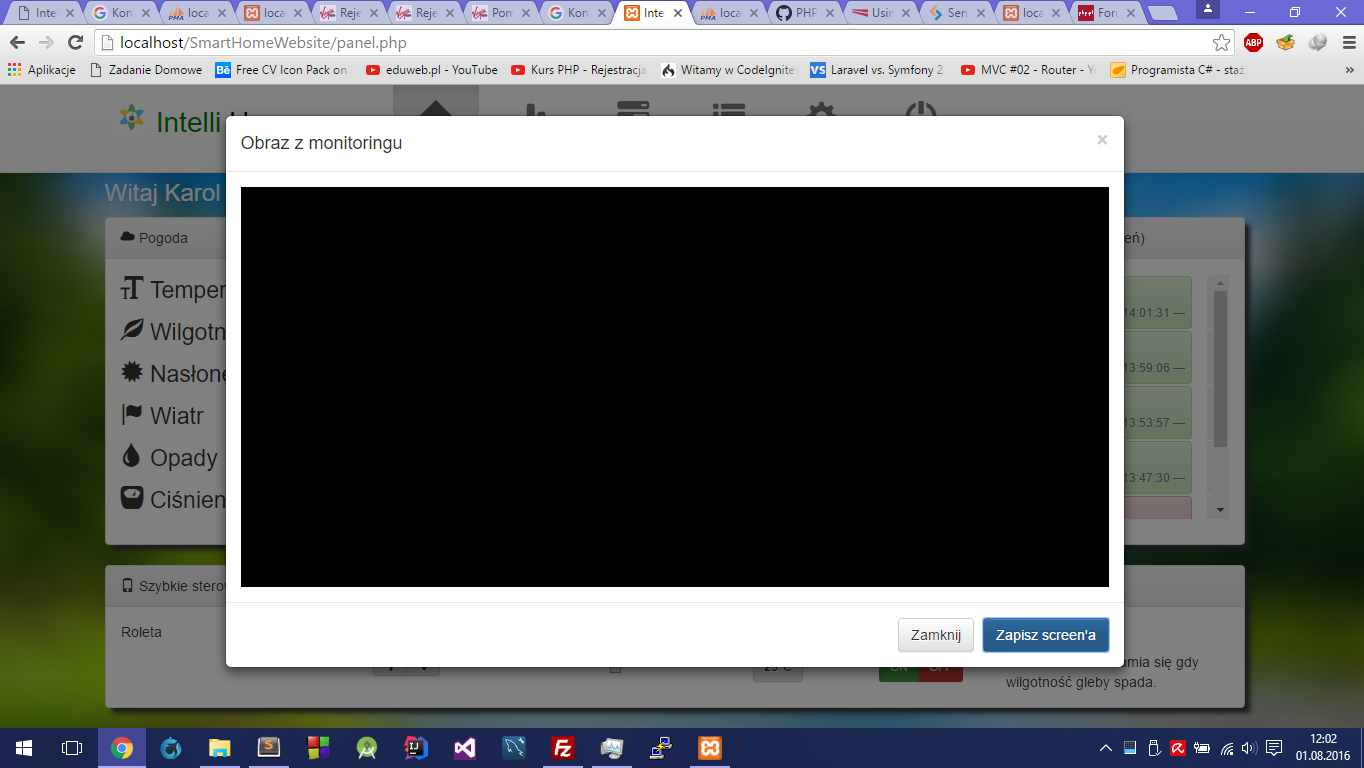 Inte
Kon
loca
loca
Reje
Reje
Pom
Kon
Inte
loca
PHP
Usin
Sen
loca
For
localhost/SmartHomeWebsite/panel.php
ABP
Aplikacje
Zadanie Domowe
Free CV Icon Pack on
eduweb.pl - YouTube
Kurs PHP - Rejestracja
Witamy w CodeIgnite
Laravel vs. Symfony 2
MVC #02 - Router - Yo
Programista C# - staż
»
Intelli H
Obraz z monitoringu
×
Witaj Karol
Pogoda
eń)
Temper
Wilgotn
Nasłone
Wiatr
Opady
Ciśnien
14:01:31 —
13:59:06 —
13:53:57 —
13:47:30 —
Szybkie sterow
Roleta
Zamknij
Zapisz screen'a
ON
OFF
amia się gdy
wilgotność gleby spada.
12:02
01.08.2016